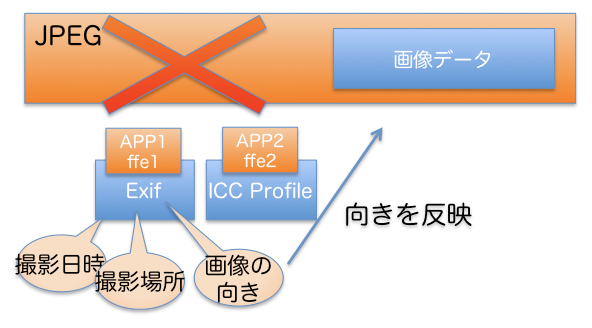 JPEG
画像データ
APP1
ffe1
APP2
ffe2
Exif
ICC Profile
向きを反映
撮影日時
撮影場所
画像の
向き